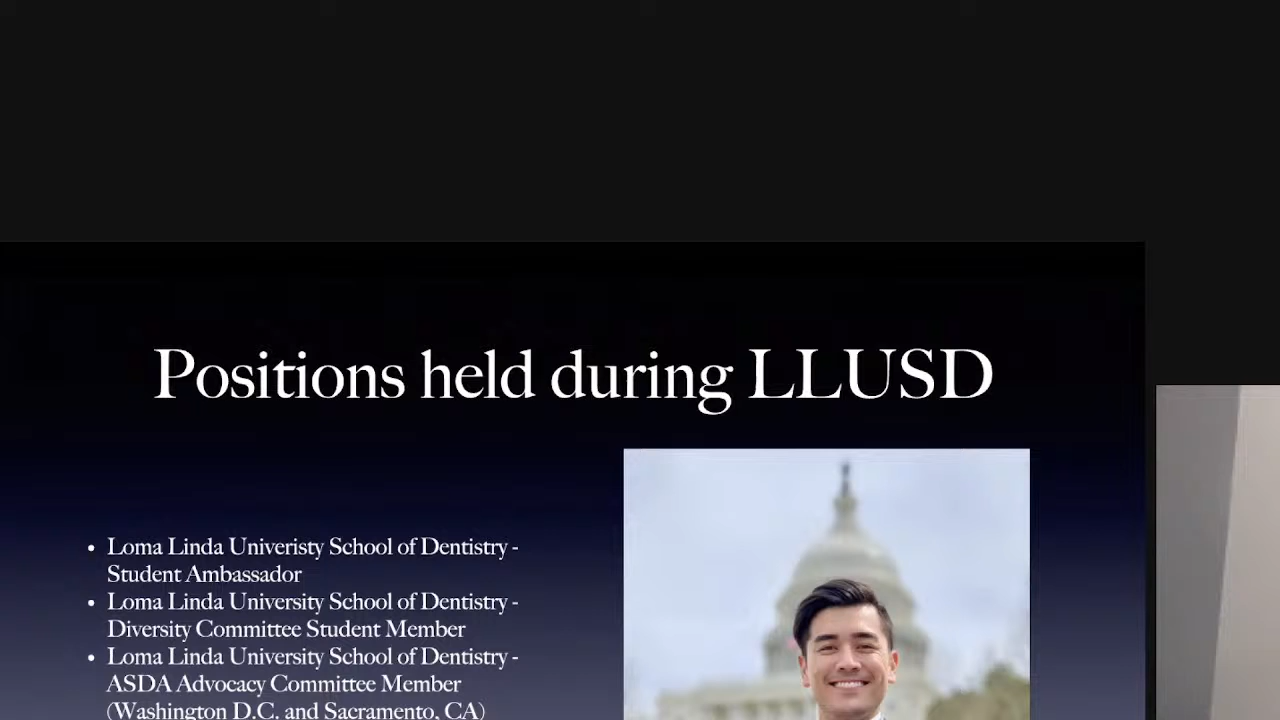 Positions held during LLUSD
• Loma Linda Univeristy School of Dentistry -
Student Ambassador
• Loma Linda University School of Dentistry -
Diversity Committee Student Member
• Loma Linda University School of Dentistry -
ASDA Advocacy Committee Member
(Washington D.C. and Sacramento, CA)